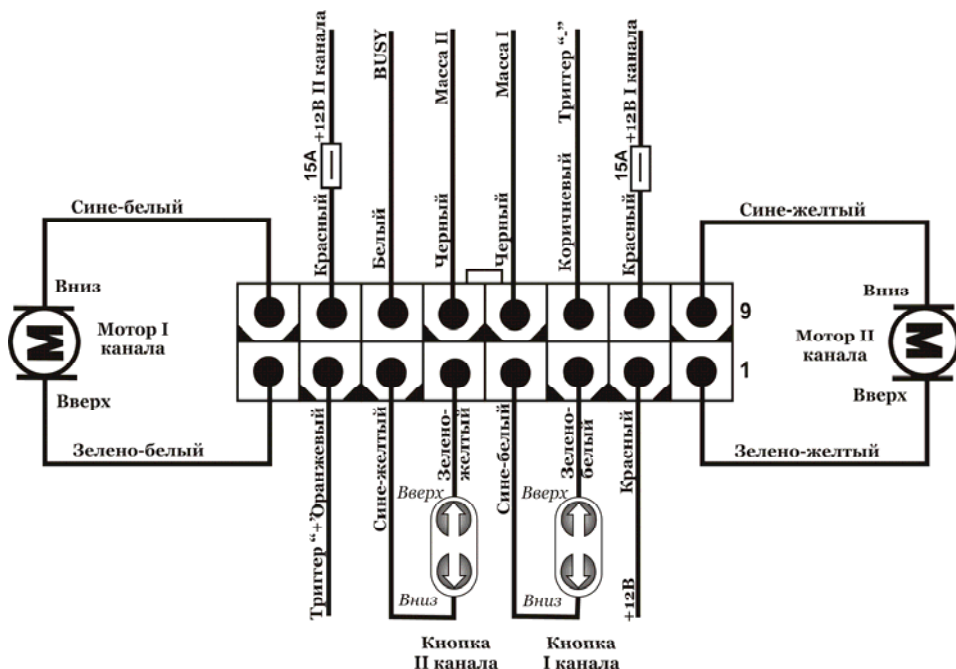 +12В II канала
BUSY
Масса II
Масса I
Триггер “-”
+12В I канала
15А
15А
Красный
Белый
Черный
Черный
Коричневый
Красный
Сине-белый
Сине-желтый
Вниз
Мотор I
канала
Вверх
M
Зелено-белый
9
1
Вниз
Мотор II
канала
Вверх
M
Зелено-желтый
Оранжевый
Триггер “+”
Сине-желтый
Зелено-
желтый
Сине-белый
Зелено-
белый
Красный
+12В
Вверх
Вниз
Вверх
Вниз
Кнопка
II канала
Кнопка
I канала